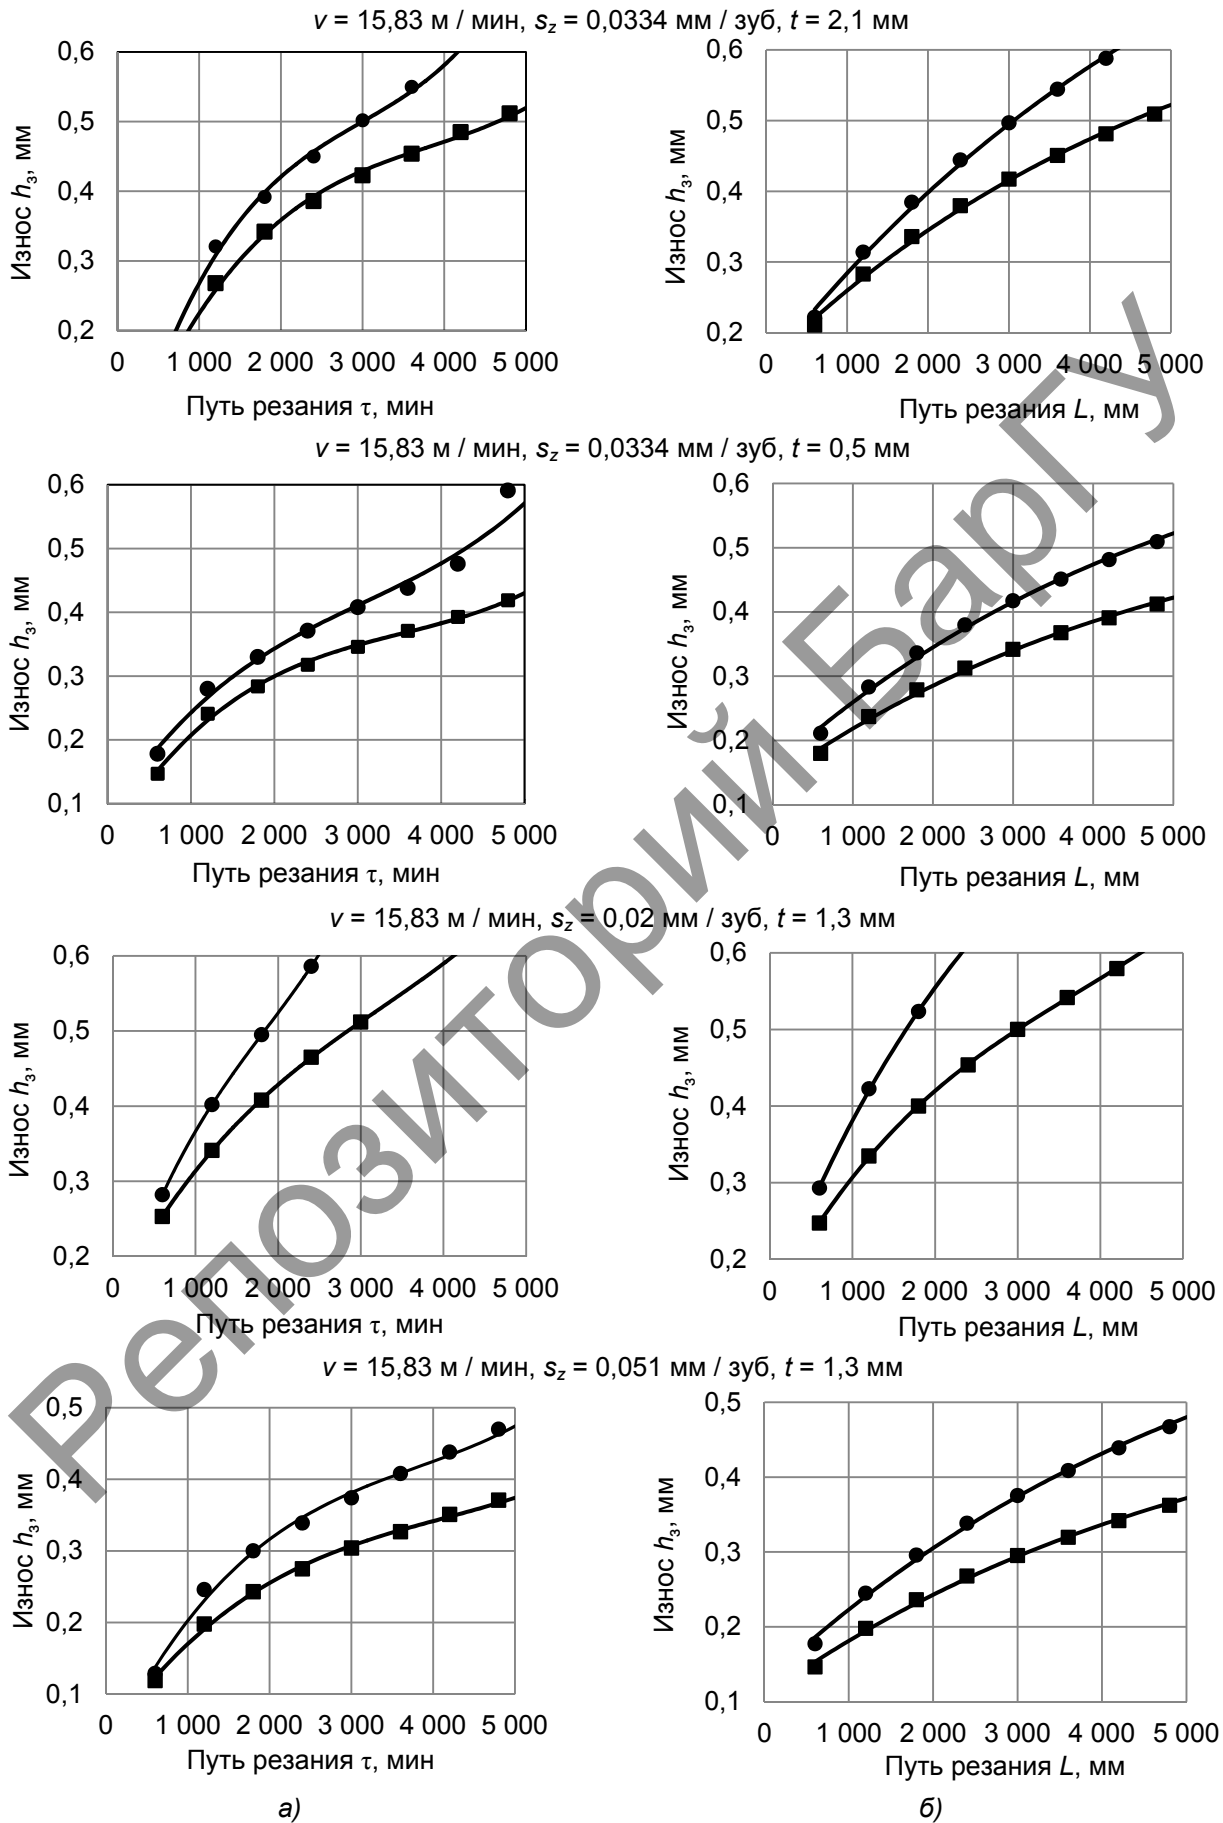 v = 15,83 м / мин, sz = 0,0334 мм / зуб, t = 2,1 мм
Износ hз, мм
0,6
0,5
0,4
0,3
0,2
0 1 000 2 000 3 000 4 000 5 000
Путь резания τ, мин
Износ hз, мм
0,6
0,5
0,4
0,3
0,2
0 1 000 2 000 3 000 4 000 5 000
Путь резания L, мм
v = 15,83 м / мин, sz = 0,0334 мм / зуб, t = 0,5 мм
Износ hз, мм
0,6
0,5
0,4
0,3
0,2
0,1
0 1 000 2 000 3 000 4 000 5 000
Путь резания τ, мин
Износ hз, мм
0,6
0,5
0,4
0,3
0,2
0,1
0 1 000 2 000 3 000 4 000 5 000
Путь резания L, мм
v = 15,83 м / мин, sz = 0,02 мм / зуб, t = 1,3 мм
Износ hз, мм
0,6
0,5
0,4
0,3
0,2
0 1 000 2 000 3 000 4 000 5 000
Путь резания τ, мин
Износ hз, мм
0,6
0,5
0,4
0,3
0,2
0 1 000 2 000 3 000 4 000 5 000
Путь резания L, мм
v = 15,83 м / мин, sz = 0,051 мм / зуб, t = 1,3 мм
Износ hз, мм
0,5
0,4
0,3
0,2
0,1
0 1 000 2 000 3 000 4 000 5 000
Путь резания τ, мин
Износ hз, мм
0,5
0,4
0,3
0,2
0,1
0 1 000 2 000 3 000 4 000 5 000
Путь резания L, мм
а)
б)
Репозиторий БарГУ